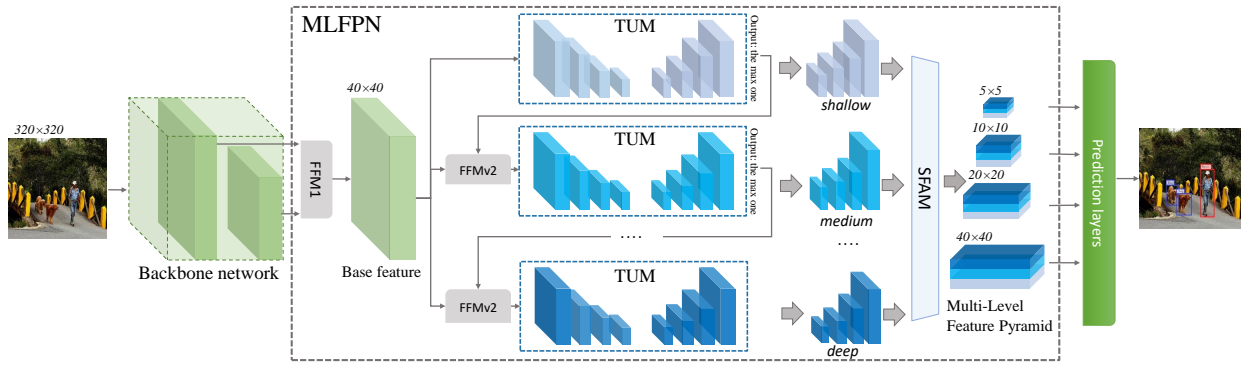 MLFPN
320×320
Backbone network
FFM1
40×40
Base feature
TUM
Output: the max one
shallow
FFMv2
TUM
Output: the max one
medium
....
....
FFMv2
TUM
deep
SFAM
5×5
10×10
20×20
40×40
Multi-Level
Feature Pyramid
Prediction layers